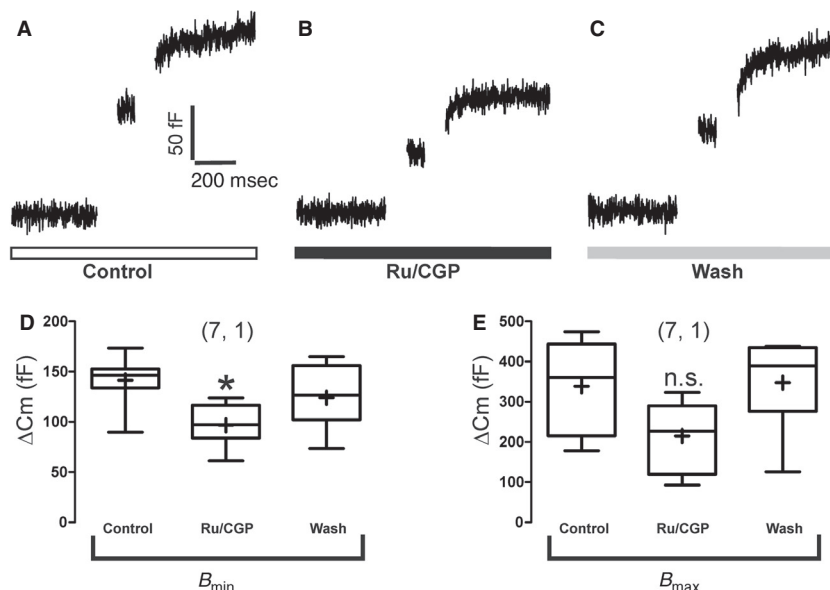 A
B
C
50 fF
200 msec
Control
Ru/CGP
Wash
D
(7, 1)
ΔCm (fF)
200
150
100
50
0
*
Control
Ru/CGP
Wash
Bmin
E
(7, 1)
ΔCm (fF)
500
400
300
200
100
0
n.s.
Control
Ru/CGP
Wash
Bmax